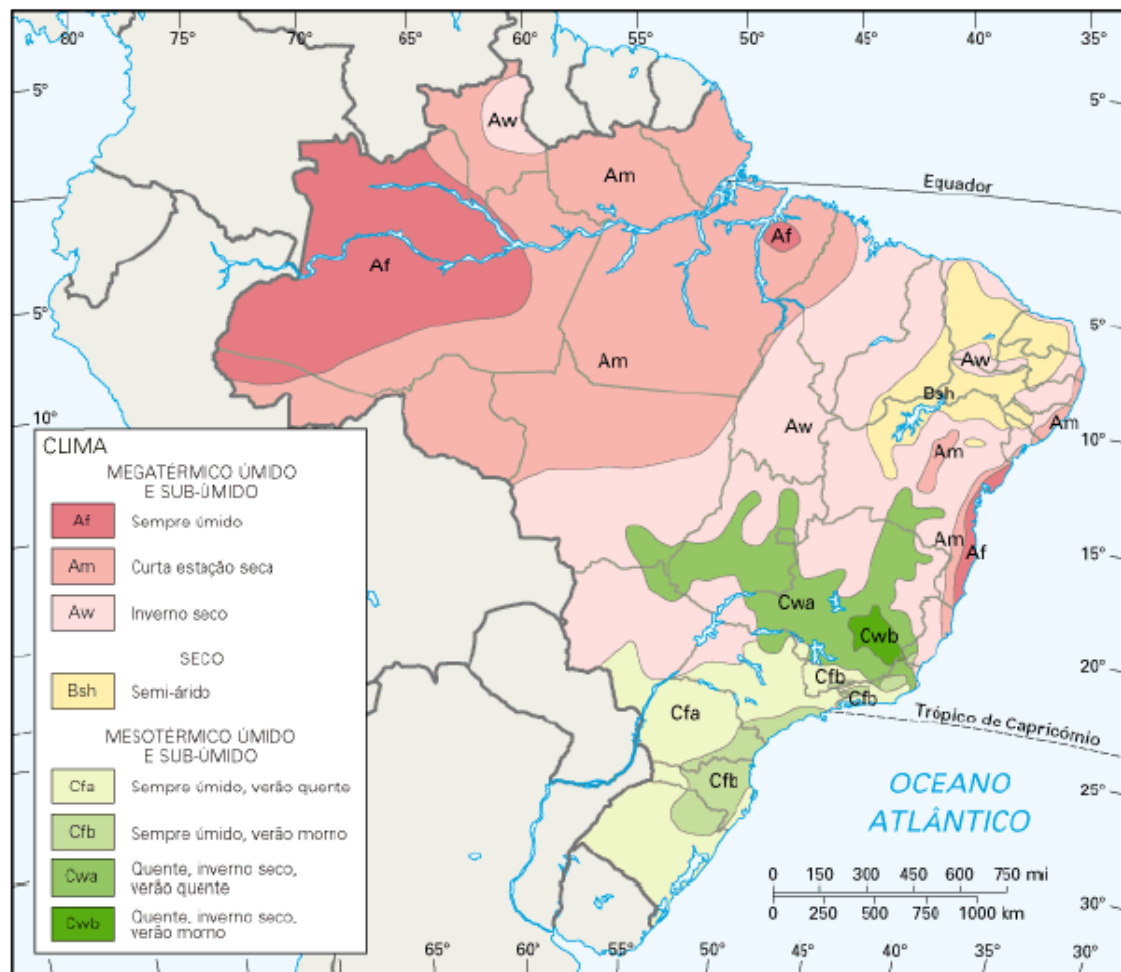 80° 75° 70° 65° 60° 55° 50° 45° 40° 35°
5° 5°
Aw
Am
Equador
Af
Af
5° 5°
Am
Aw
Bsh
10° Am
Aw 10°
Am
CLIMA
MEGATÉRMICO ÚMIDO
E SUB-ÚMIDO
Af Sempre úmido
Am Curta estação seca
Aw Inverno seco
SECO
Bsh Semi-árido
MESOTÉRMICO ÚMIDO
E SUB-ÚMIDO
Cfa Sempre úmido, verão quente
Cfb Sempre úmido, verão morno
Cwa Quente, inverno seco,
verão quente
Cwb Quente, inverno seco,
verão morno
Am
Af 15°
Cwa
Cwb
20°
Cfb
Cfb
Cfa
Trópico de Capricórnio
Cfb
OCEANO
25°
ATLÂNTICO
0 150 300 450 600 750 mi
0 250 500 750 1000 km
30°
65° 60° 55° 50° 45° 40° 35° 30°